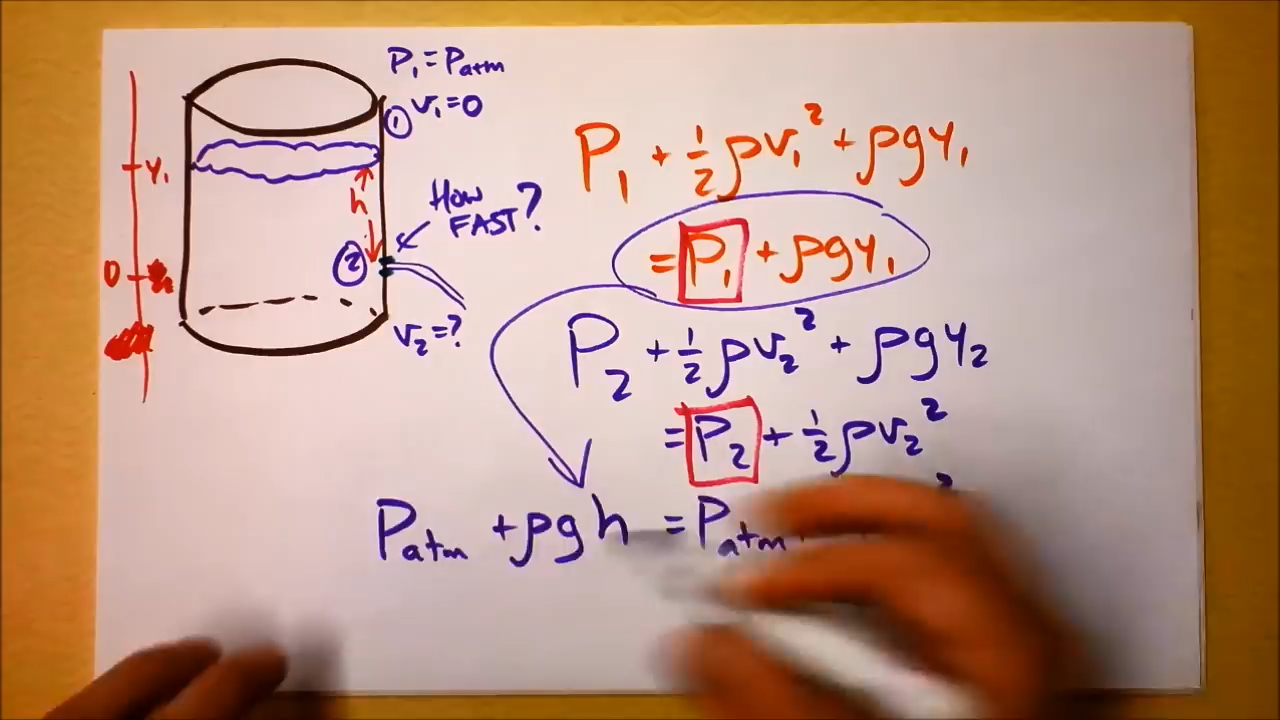 P₁ = Patm
① v₁ = 0
y₁
h
How
FAST?
0
②
v₂ = ?
P₁ + ½ρv₁² + ρgy₁
= P₁ + ρgy₁
P₂ + ½ρv₂² + ρgy₂
= P₂ + ½ρv₂²
Patm + ρgh = Patm